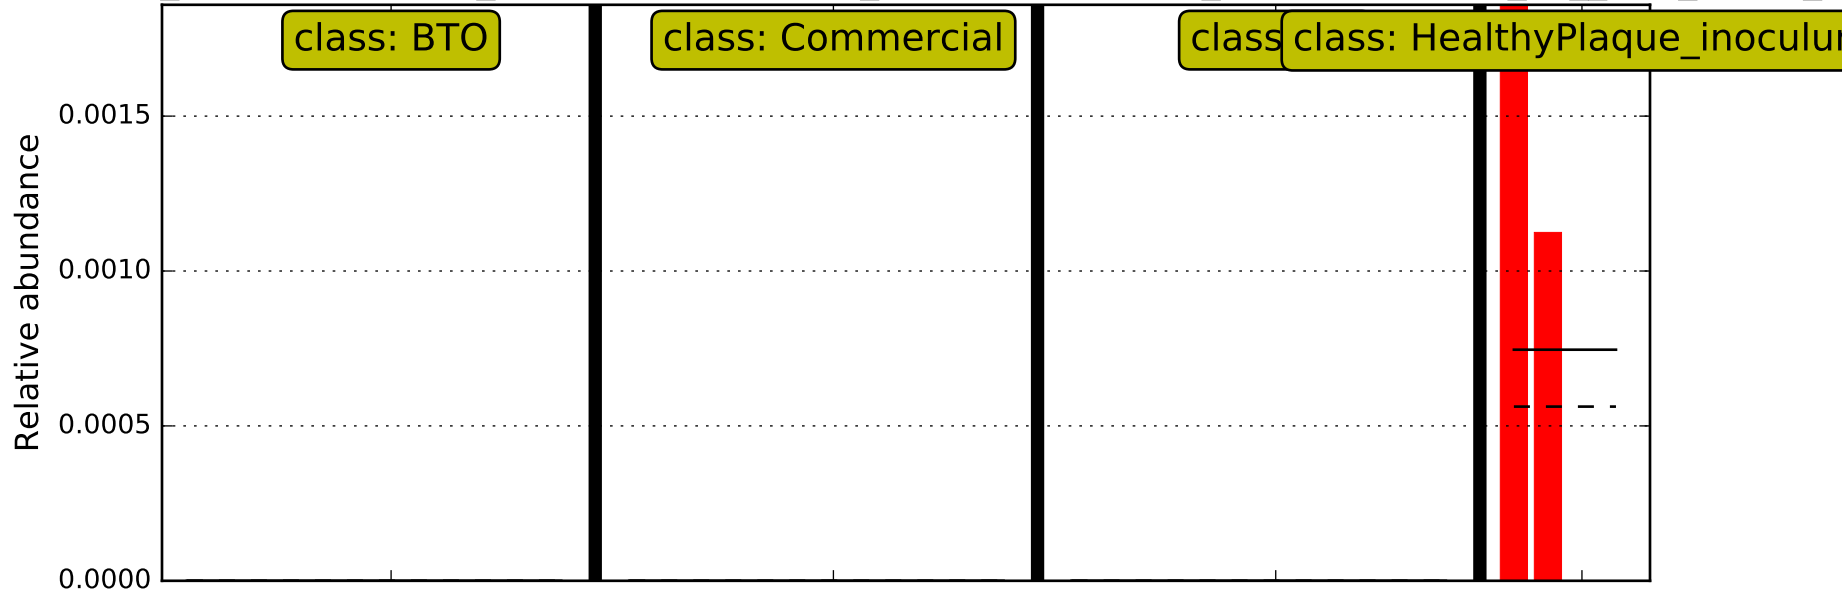 class: BTO
class: Commercial
class
class: HealthyPlaque_inoculu
0.0015
0.0010
0.0005
0.0000
Relative abundance